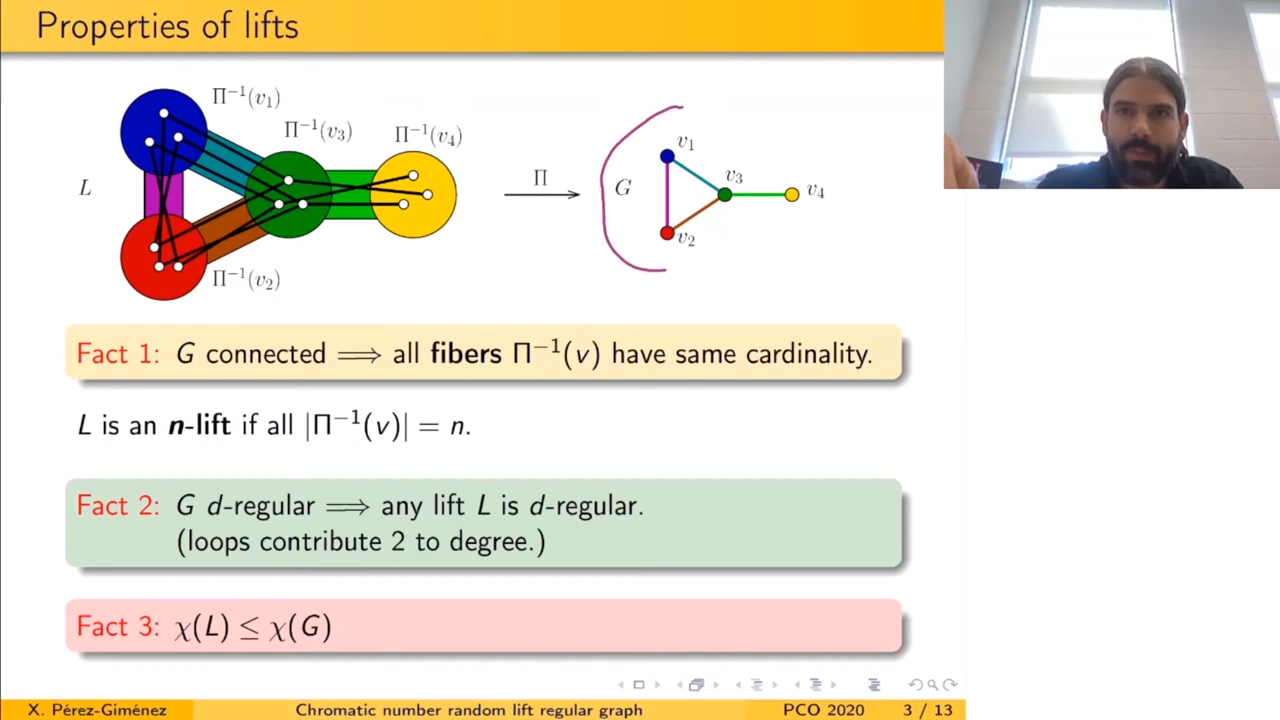 Properties of lifts
Π⁻¹(v₁)
Π⁻¹(v₃)
Π⁻¹(v₄)
L
Π
G
v₁
v₃
v₄
v₂
Π⁻¹(v₂)
Fact 1: G connected ⟹ all fibers Π⁻¹(v) have same cardinality.
L is an n-lift if all |Π⁻¹(v)| = n.
Fact 2: G d-regular ⟹ any lift L is d-regular.
(loops contribute 2 to degree.)
Fact 3: χ(L) ≤ χ(G)
X. Pérez-Giménez
Chromatic number random lift regular graph
PCO 2020
3 / 13